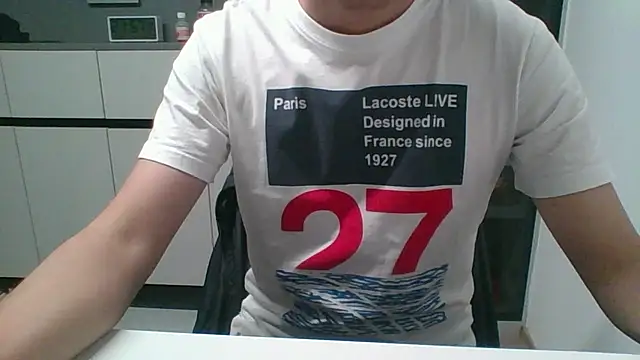 Paris
Lacoste LIVE
Designed in
France since
1927
27